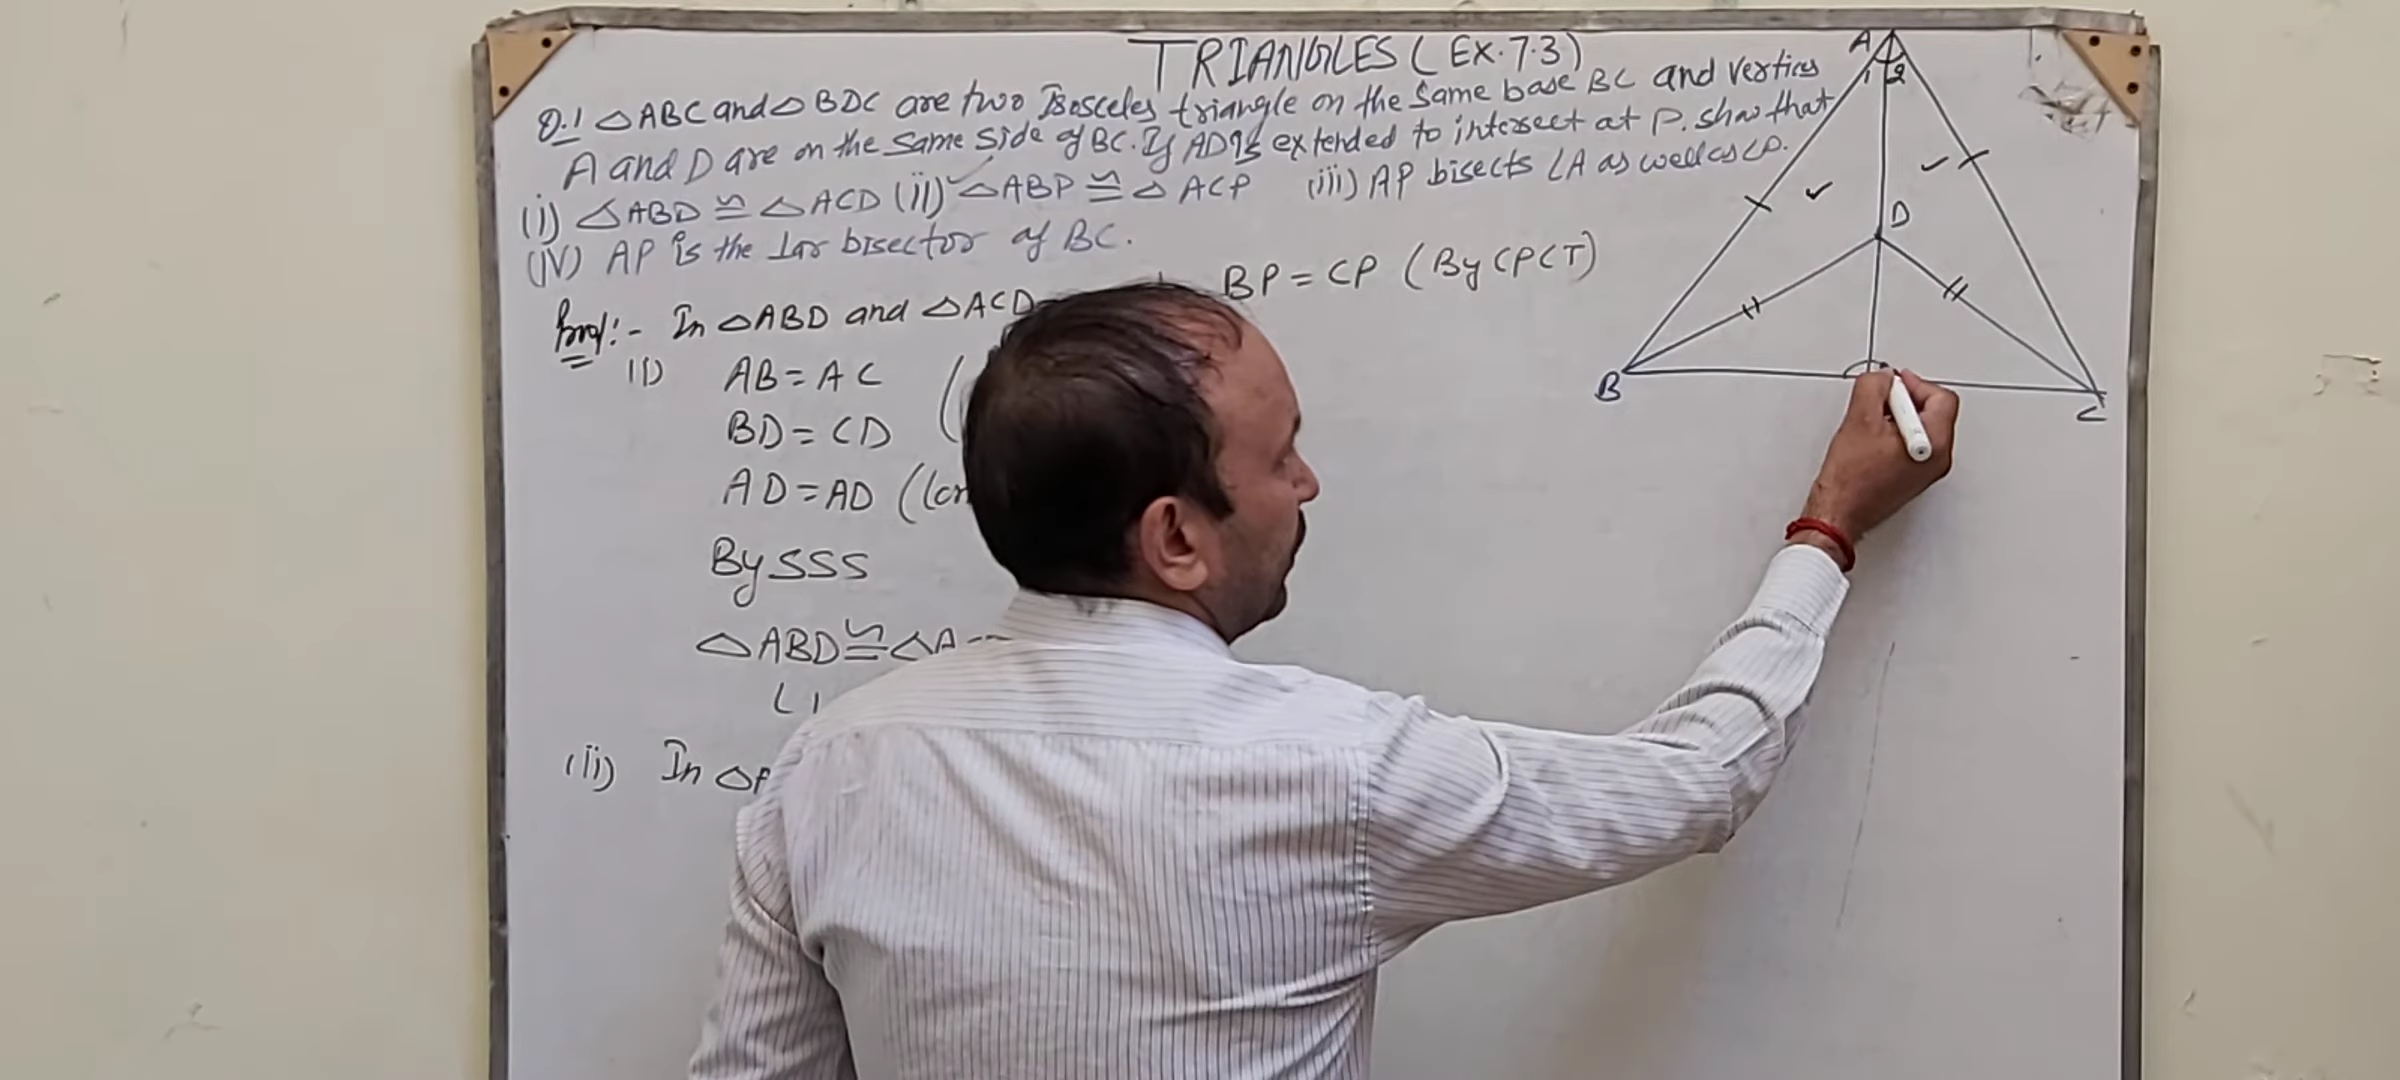 TRIANGLES (EX.7.3)
Q.1 △ABC and △BDC are two Isosceles triangle on the same base BC and vertices
A and D are on the same side of BC. If AD is extended to intersect at P. show that
(i) △ABD ≅ △ACD (ii) △ABP ≅ △ACP (iii) AP bisects ∠A as well as ∠D.
(iv) AP is the ⊥ar bisector of BC.
Proof:- In △ABD and △ACD
(i) AB = AC (
BD = CD (
AD = AD (
By SSS
△ABD ≅ △A
∠1
(ii) In △
BP = CP (By CPCT)
A
1 2
D
B
C